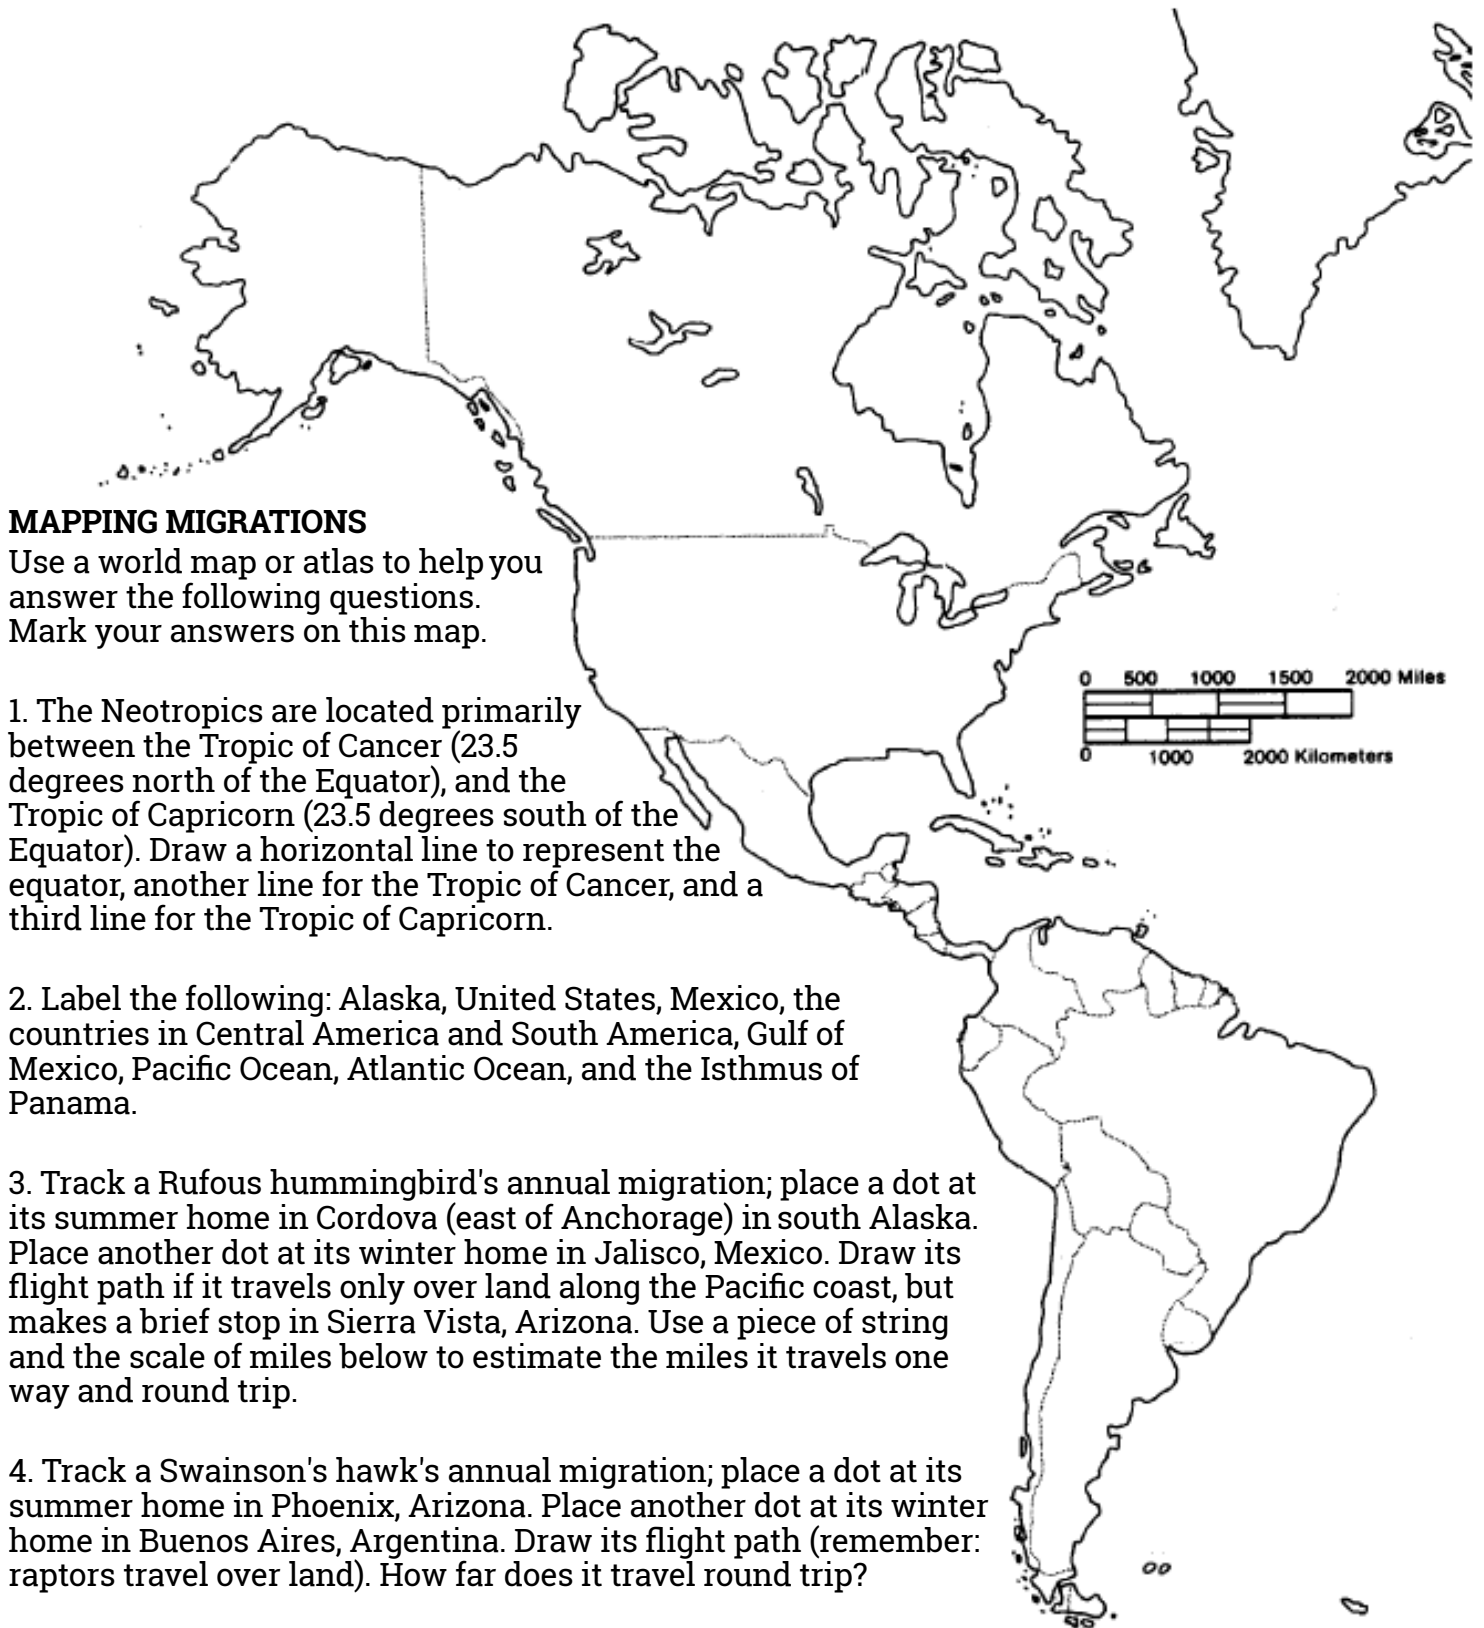 MAPPING MIGRATIONS
Use a world map or atlas to help you
answer the following questions.
Mark your answers on this map.
0 500 1000 1500 2000 Miles
0 1000 2000 Kilometers
1. The Neotropics are located primarily
between the Tropic of Cancer (23.5
degrees north of the Equator), and the
Tropic of Capricorn (23.5 degrees south of the
Equator). Draw a horizontal line to represent the
equator, another line for the Tropic of Cancer, and a
third line for the Tropic of Capricorn.
2. Label the following: Alaska, United States, Mexico, the
countries in Central America and South America, Gulf of
Mexico, Pacific Ocean, Atlantic Ocean, and the Isthmus of
Panama.
3. Track a Rufous hummingbird's annual migration; place a dot at
its summer home in Cordova (east of Anchorage) in south Alaska.
Place another dot at its winter home in Jalisco, Mexico. Draw its
flight path if it travels only over land along the Pacific coast, but
makes a brief stop in Sierra Vista, Arizona. Use a piece of string
and the scale of miles below to estimate the miles it travels one
way and round trip.
4. Track a Swainson's hawk's annual migration; place a dot at its
summer home in Phoenix, Arizona. Place another dot at its winter
home in Buenos Aires, Argentina. Draw its flight path (remember:
raptors travel over land). How far does it travel round trip?